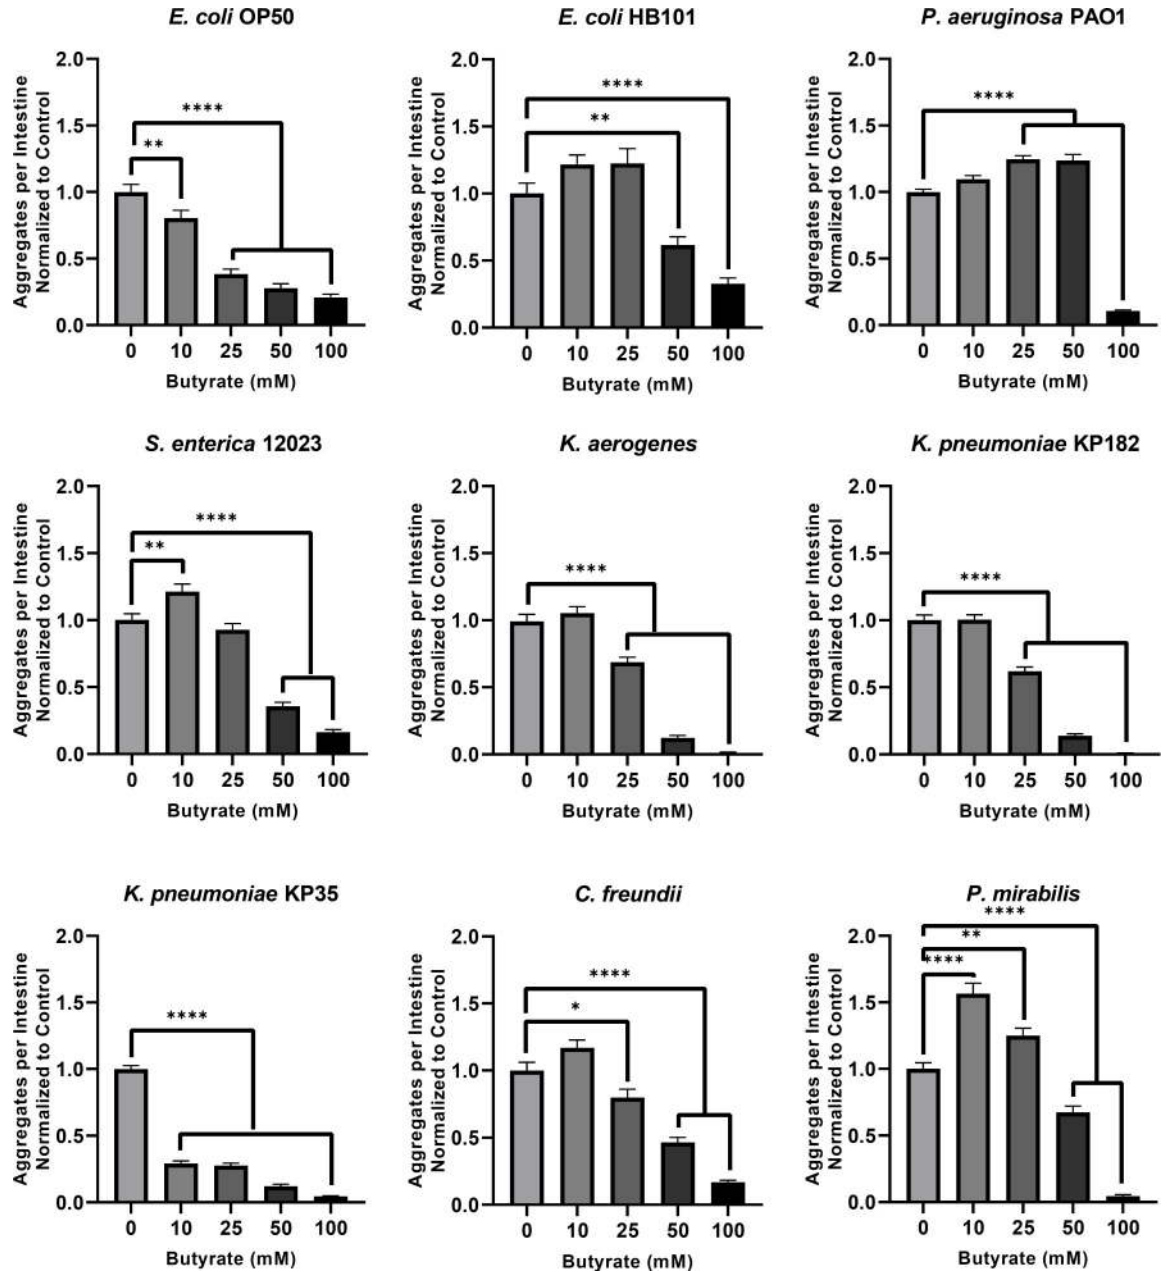 E. coli OP50
Aggregates per Intestine
Normalized to Control
2.0
1.5
1.0
0.5
0.0
****
**
0 10 25 50 100
Butyrate (mM)
E. coli HB101
Aggregates per Intestine
Normalized to Control
2.0
1.5
1.0
0.5
0.0
****
**
0 10 25 50 100
Butyrate (mM)
P. aeruginosa PAO1
Aggregates per Intestine
Normalized to Control
2.0
1.5
1.0
0.5
0.0
****
0 10 25 50 100
Butyrate (mM)
S. enterica 12023
Aggregates per Intestine
Normalized to Control
2.0
1.5
1.0
0.5
0.0
****
**
0 10 25 50 100
Butyrate (mM)
K. aerogenes
Aggregates per Intestine
Normalized to Control
2.0
1.5
1.0
0.5
0.0
****
0 10 25 50 100
Butyrate (mM)
K. pneumoniae KP182
Aggregates per Intestine
Normalized to Control
2.0
1.5
1.0
0.5
0.0
****
0 10 25 50 100
Butyrate (mM)
K. pneumoniae KP35
Aggregates per Intestine
Normalized to Control
2.0
1.5
1.0
0.5
0.0
****
0 10 25 50 100
Butyrate (mM)
C. freundii
Aggregates per Intestine
Normalized to Control
2.0
1.5
1.0
0.5
0.0
****
*
0 10 25 50 100
Butyrate (mM)
P. mirabilis
Aggregates per Intestine
Normalized to Control
2.0
1.5
1.0
0.5
0.0
****
**
****
0 10 25 50 100
Butyrate (mM)